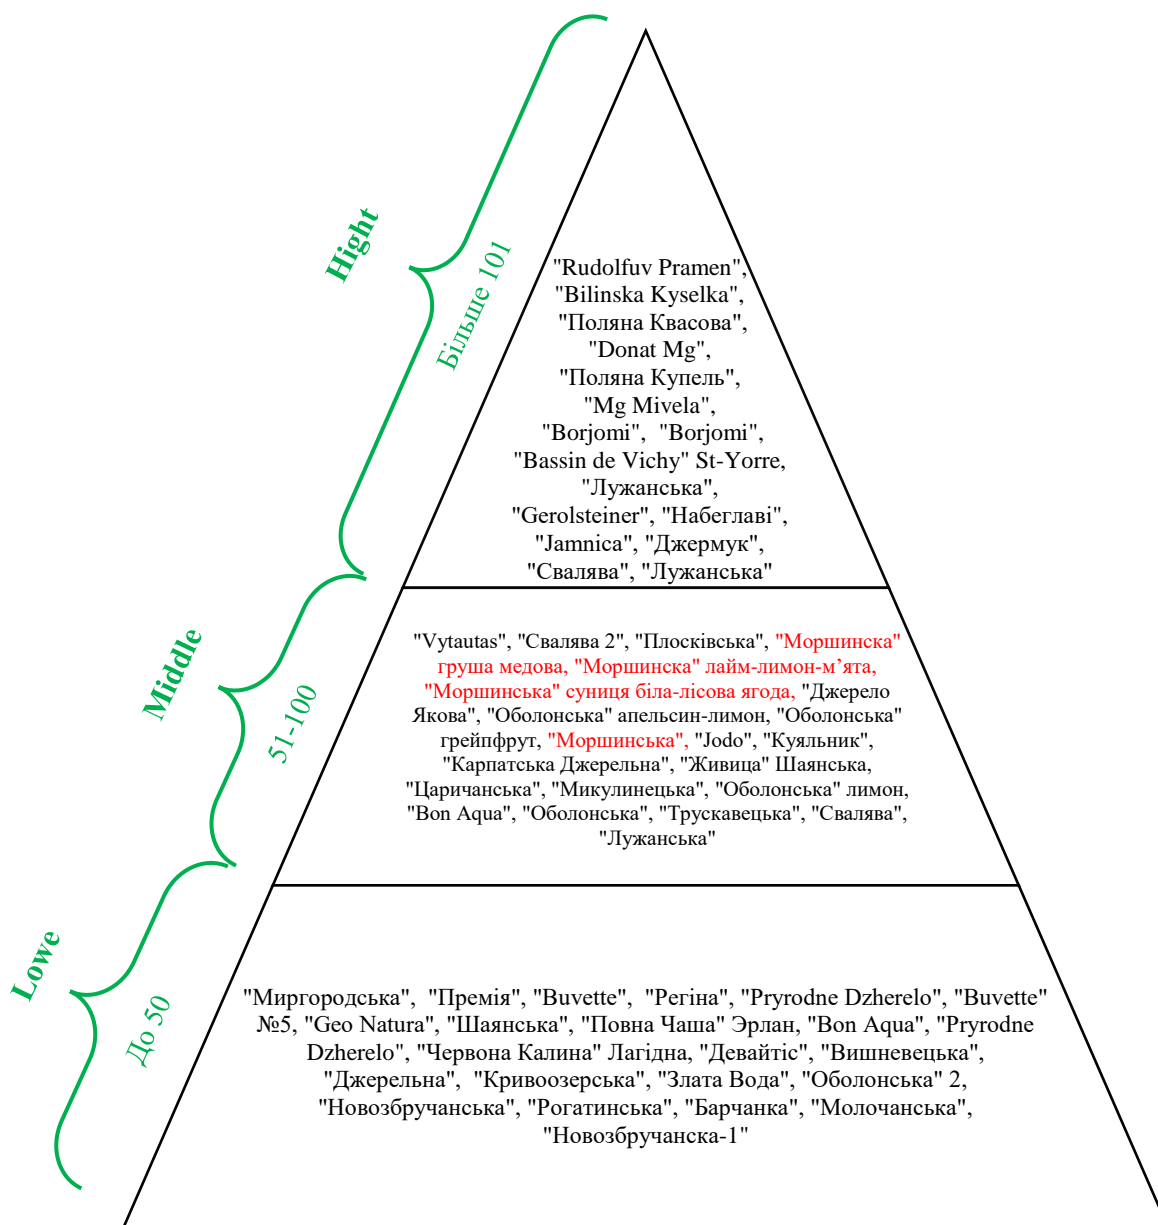 Hight
Більше 101
"Rudolfuv Pramen",
"Bilinska Kyselka",
"Поляна Квасова",
"Donat Mg",
"Поляна Купель",
"Mg Mivela",
"Borjomi", "Borjomi",
"Bassin de Vichy" St-Yorre,
"Лужанська",
"Gerolsteiner", "Набеглаві",
"Jamnica", "Джермук",
"Свалява", "Лужанська"
Middle
51-100
"Vytautas", "Свалява 2", "Плосківська", "Моршинска"
груша медова, "Моршинска" лайм-лимон-м’ята,
"Моршинська" суниця біла-лісова ягода, "Джерело
Якова", "Оболонська" апельсин-лимон, "Оболонська"
грейпфрут, "Моршинська", "Jodo", "Куяльник",
"Карпатська Джерельна", "Живица" Шаянська,
"Царичанська", "Микулинецька", "Оболонська" лимон,
"Bon Aqua", "Оболонська", "Трускавецька", "Свалява",
"Лужанська"
Lowe
До 50
"Миргородська", "Премія", "Buvette", "Регіна", "Pryrodne Dzherelo", "Buvette"
№5, "Geo Natura", "Шаянська", "Повна Чаша" Эрлан, "Bon Aqua", "Pryrodne
Dzherelo", "Червона Калина" Лагідна, "Девайтіс", "Вишневецька",
"Джерельна", "Кривоозерська", "Злата Вода", "Оболонська" 2,
"Новозбручанська", "Рогатинська", "Барчанка", "Молочанська",
"Новозбручанска-1"